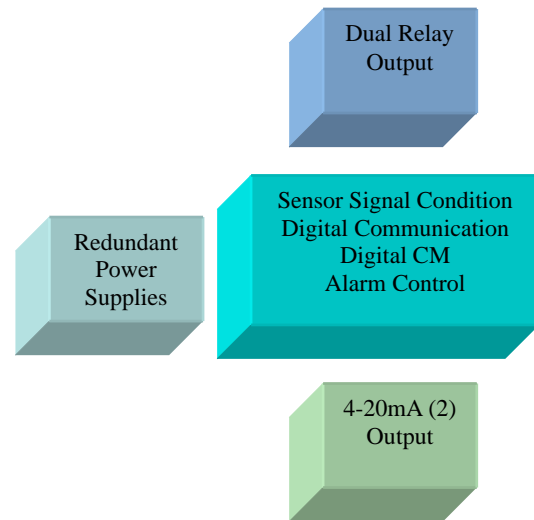 Dual Relay
Output
Sensor Signal Condition
Digital Communication
Digital CM
Alarm Control
Redundant
Power
Supplies
4-20mA (2)
Output